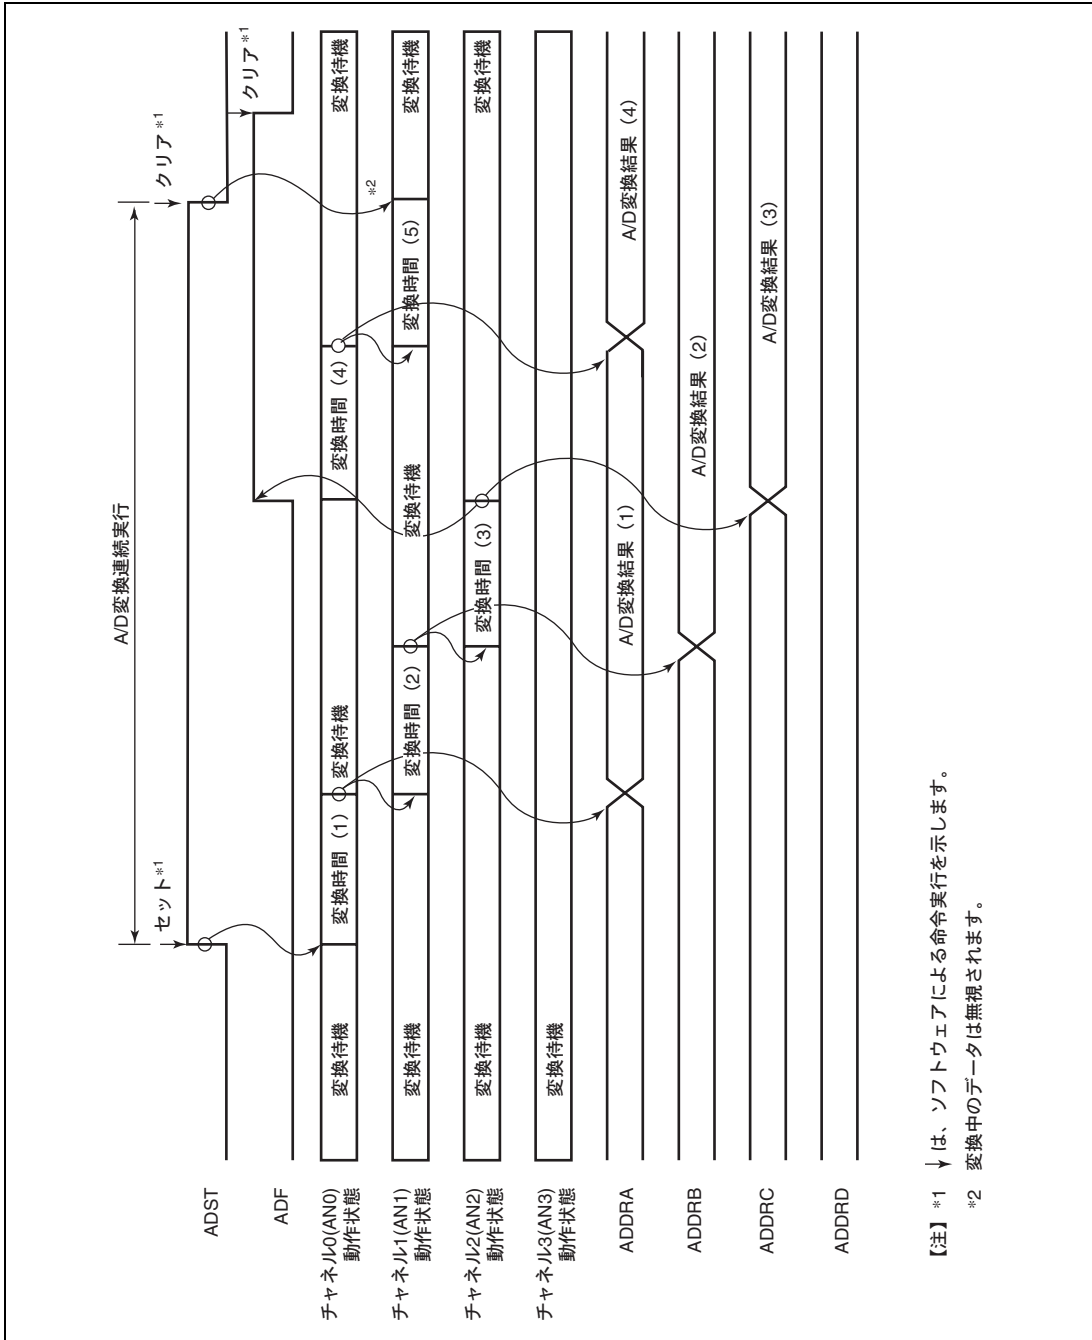 A/D変換連続実行
セット*1
クリア*1
ADST
クリア*1
ADF
チャネル0(AN0)
動作状態
変換待機
変換時間（1）
変換待機
変換時間（4）
変換待機
*2
チャネル1(AN1)
動作状態
変換待機
変換時間（2）
変換待機
変換時間（5）
変換待機
チャネル2(AN2)
動作状態
変換待機
変換時間（3）
変換待機
チャネル3(AN3)
動作状態
変換待機
ADDRA
A/D変換結果（1）
A/D変換結果（4）
ADDRB
A/D変換結果（2）
ADDRC
A/D変換結果（3）
ADDRD
【注】 *1 ↓は、ソフトウェアによる命令実行を示します。
*2 変換中のデータは無視されます。